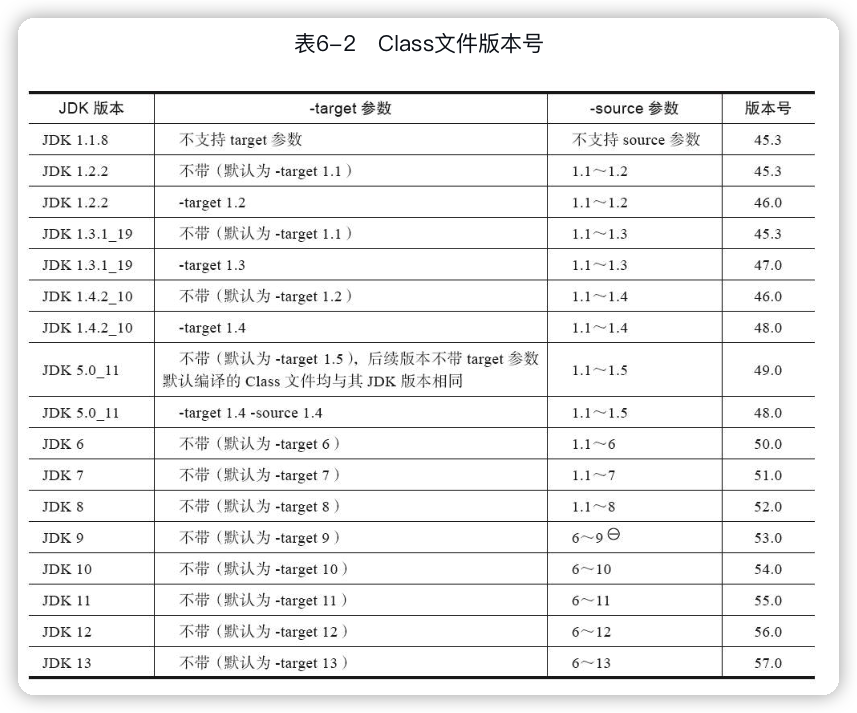 表6-2 Class文件版本号
JDK 版本 -target 参数 -source 参数 版本号
JDK 1.1.8 不支持 target 参数 不支持 source 参数 45.3
JDK 1.2.2 不带（默认为 -target 1.1） 1.1～1.2 45.3
JDK 1.2.2 -target 1.2 1.1～1.2 46.0
JDK 1.3.1_19 不带（默认为 -target 1.1） 1.1～1.3 45.3
JDK 1.3.1_19 -target 1.3 1.1～1.3 47.0
JDK 1.4.2_10 不带（默认为 -target 1.2） 1.1～1.4 46.0
JDK 1.4.2_10 -target 1.4 1.1～1.4 48.0
JDK 5.0_11 不带（默认为 -target 1.5），后续版本不带 target 参数
默认编译的 Class 文件均与其 JDK 版本相同 1.1～1.5 49.0
JDK 5.0_11 -target 1.4 -source 1.4 1.1～1.5 48.0
JDK 6 不带（默认为 -target 6） 1.1～6 50.0
JDK 7 不带（默认为 -target 7） 1.1～7 51.0
JDK 8 不带（默认为 -target 8） 1.1～8 52.0
JDK 9 不带（默认为 -target 9） 6～9㊀ 53.0
JDK 10 不带（默认为 -target 10） 6～10 54.0
JDK 11 不带（默认为 -target 11） 6～11 55.0
JDK 12 不带（默认为 -target 12） 6～12 56.0
JDK 13 不带（默认为 -target 13） 6～13 57.0